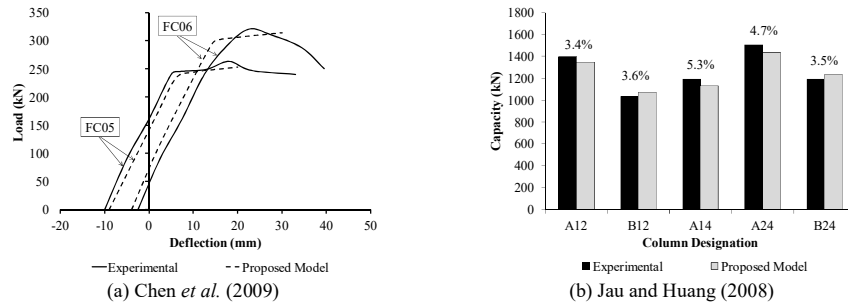 350
300
250
200
150
100
50
0
Load (kN)
FC06
FC05
-20 -10 0 10 20 30 40 50
Deflection (mm)
Experimental Proposed Model
(a) Chen et al. (2009)
1800
1600
1400
1200
1000
800
600
400
200
0
Capacity (kN)
3.4%
3.6%
5.3%
4.7%
3.5%
A12 B12 A14 A24 B24
Column Designation
Experimental Proposed Model
(b) Jau and Huang (2008)